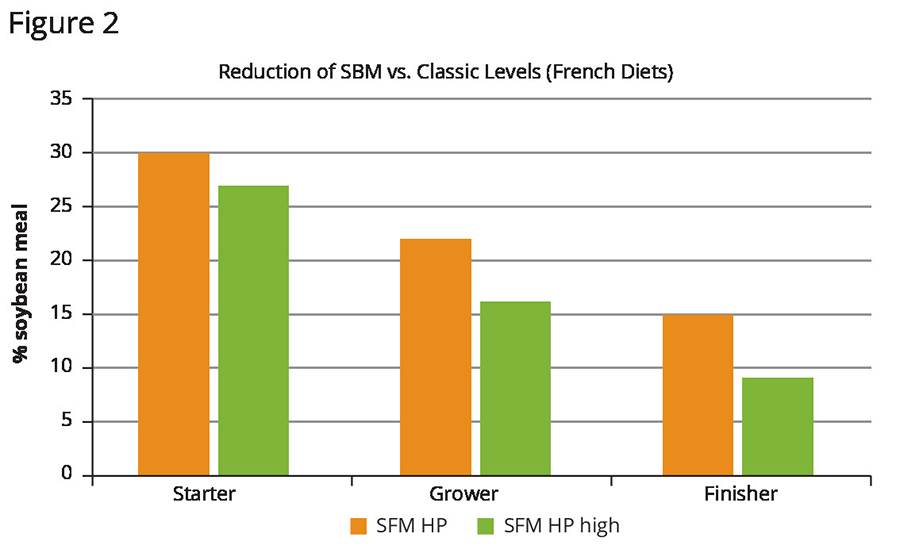 Figure 2
Reduction of SBM vs. Classic Levels (French Diets)
% soybean meal
35
30
25
20
15
10
5
0
Starter Grower Finisher
SFM HP SFM HP high